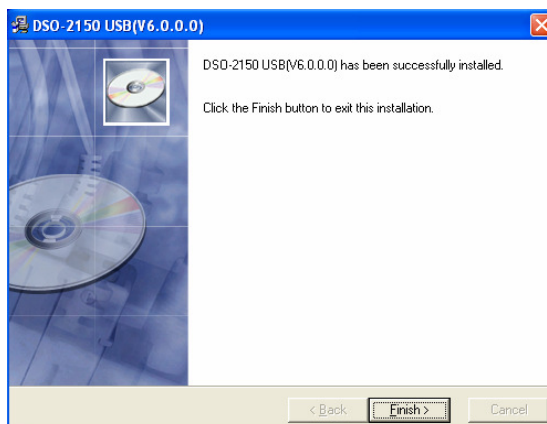 DSO-2150 USB(V6.0.0.0)
DSO-2150 USB(V6.0.0.0) has been successfully installed.
Click the Finish button to exit this installation.
< Back
Finish >
Cancel